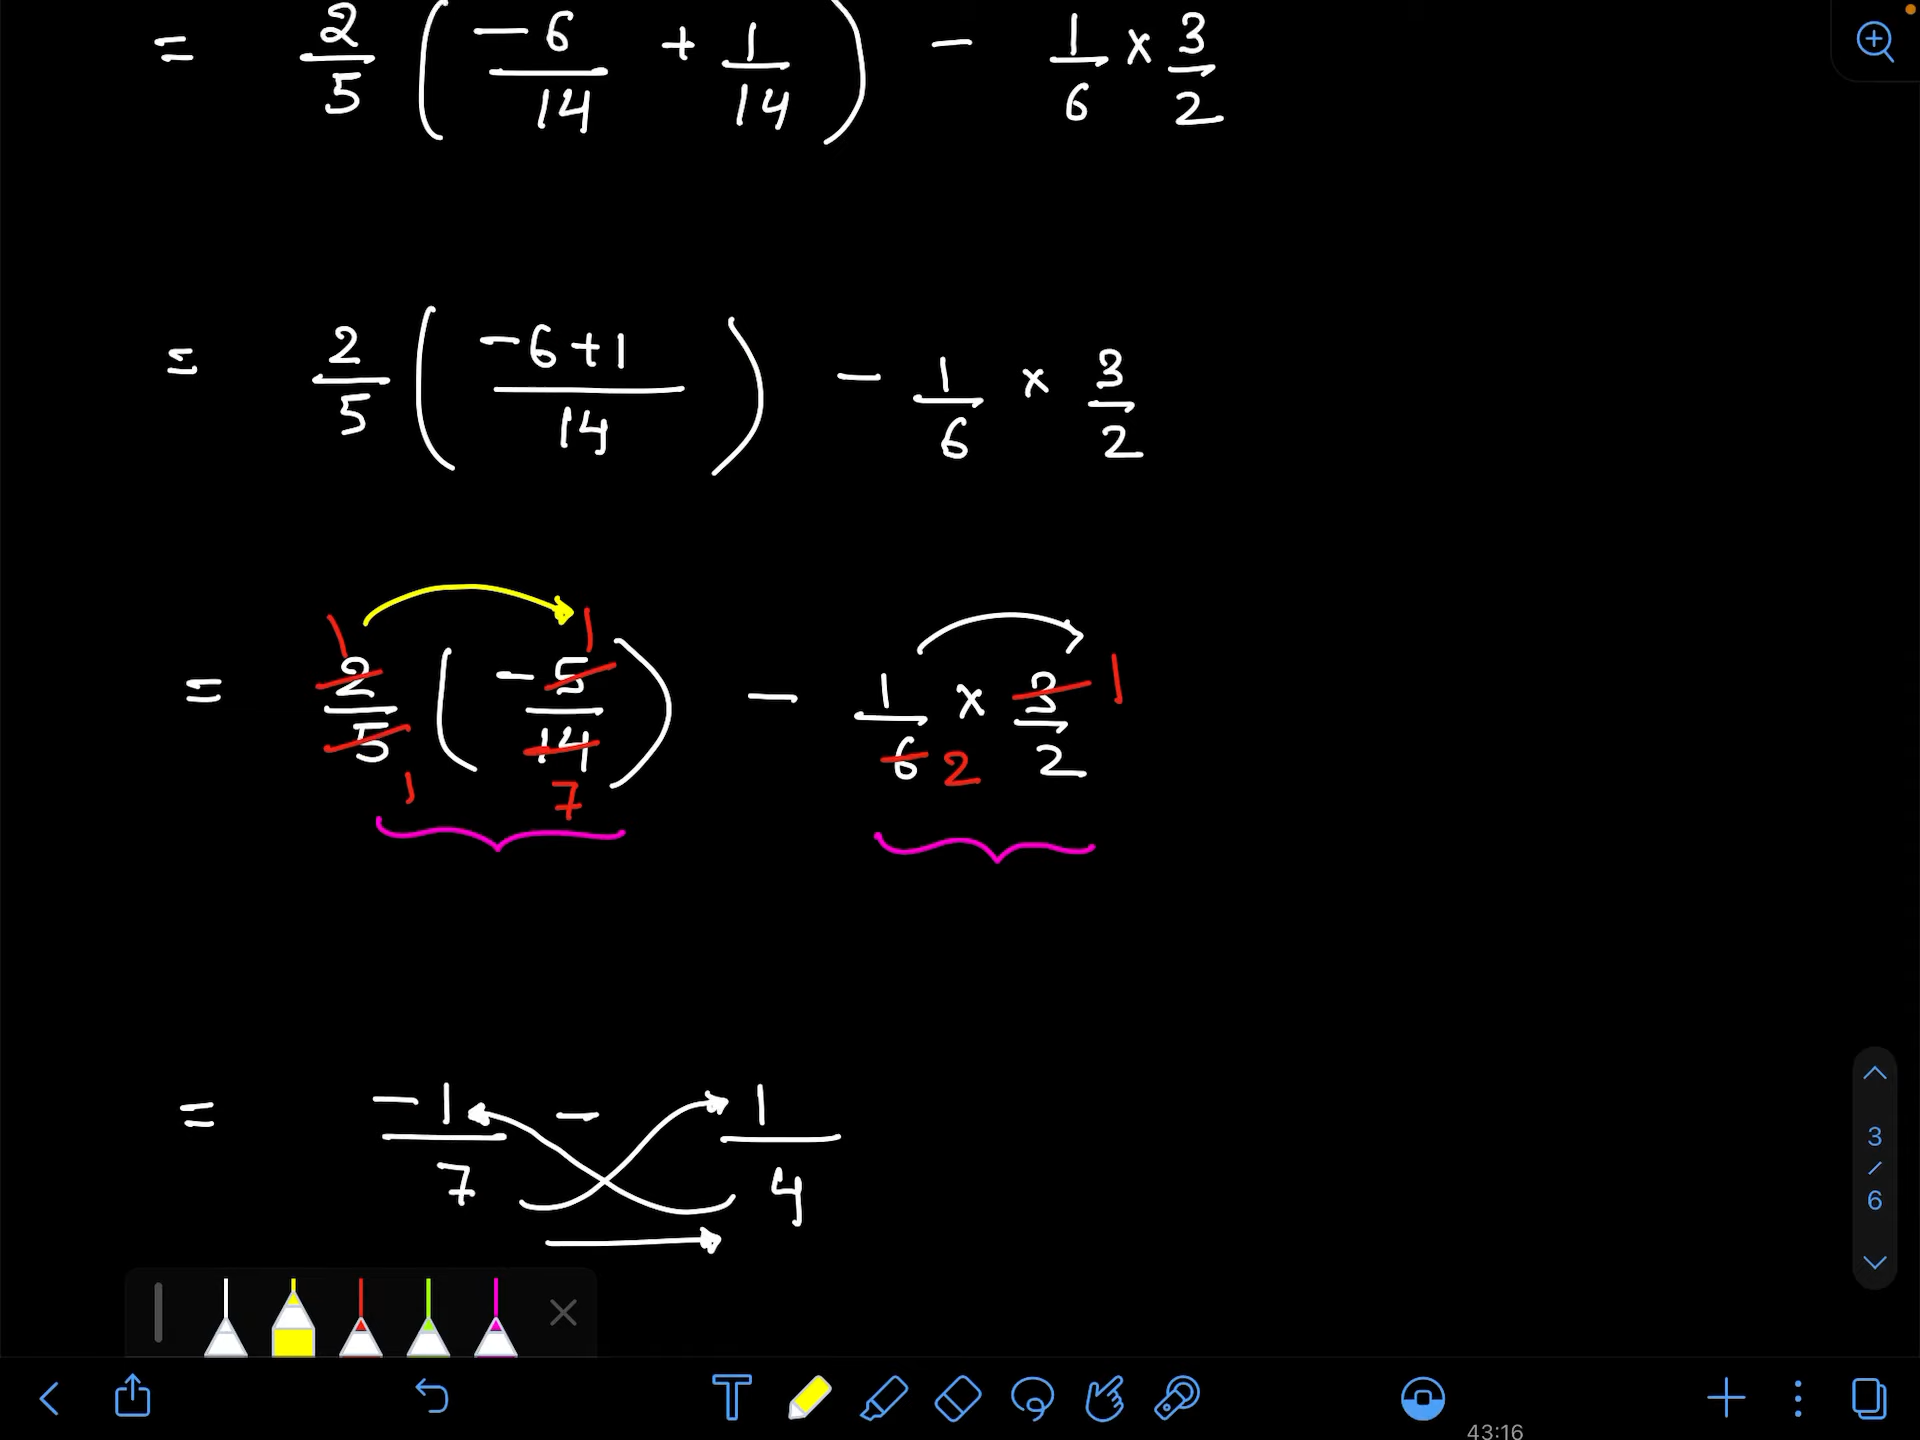 = 2/5 ( -6/14 + 1/14 ) - 1/6 × 3/2
= 2/5 ( -6+1/14 ) - 1/6 × 3/2
1 1
= 2/5 ( -5/14 ) - 1/6 × 3/2 1
1 7 2
= -1/7 - 1/4
3
/
6
T
43:16